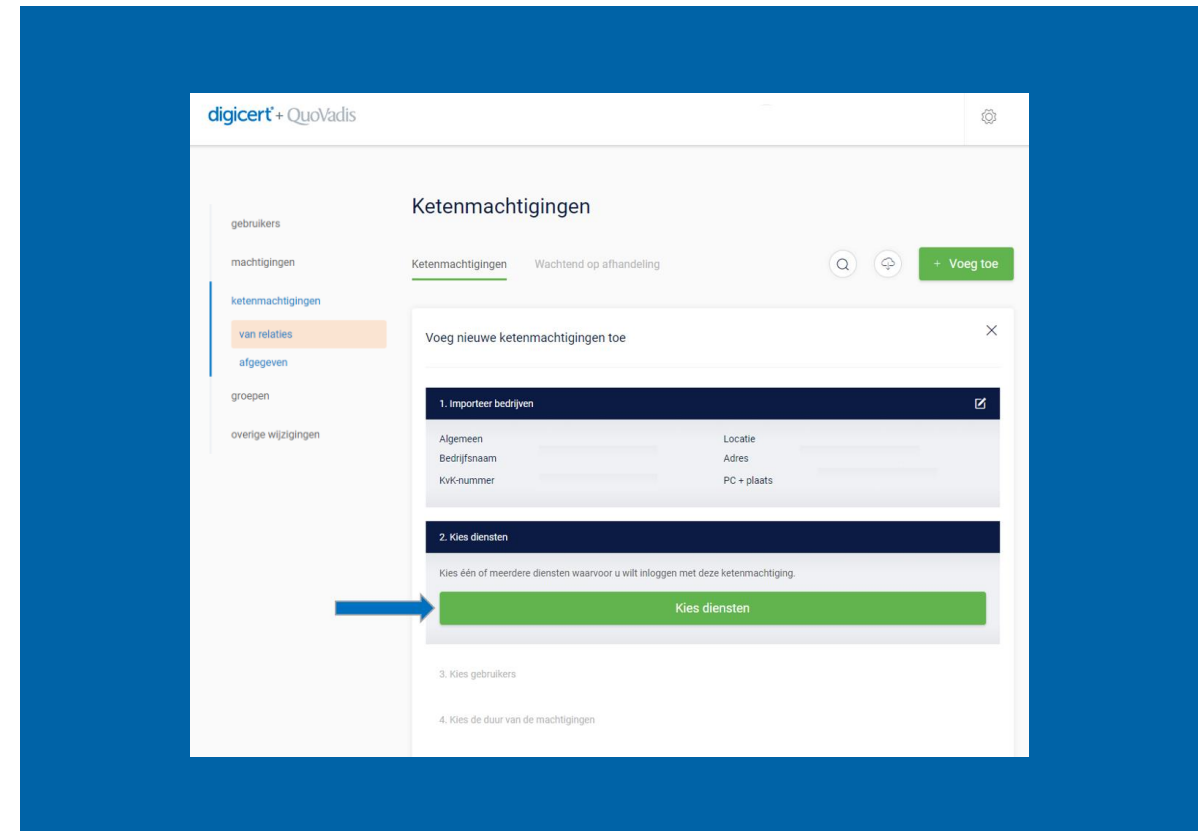 digicert + QuoVadis
gebruikers
machtigingen
ketenmachtigingen
van relaties
afgegeven
groepen
overige wijzigingen
Ketenmachtigingen
Ketenmachtigingen Wachtend op afhandeling + Voeg toe
Voeg nieuwe ketenmachtigingen toe
1. Importeer bedrijven
Algemeen Locatie
Bedrijfsnaam Adres
KvK-nummer PC + plaats
2. Kies diensten
Kies één of meerdere diensten waarvoor u wilt inloggen met deze ketenmachtiging.
Kies diensten
3. Kies gebruikers
4. Kies de duur van de machtigingen